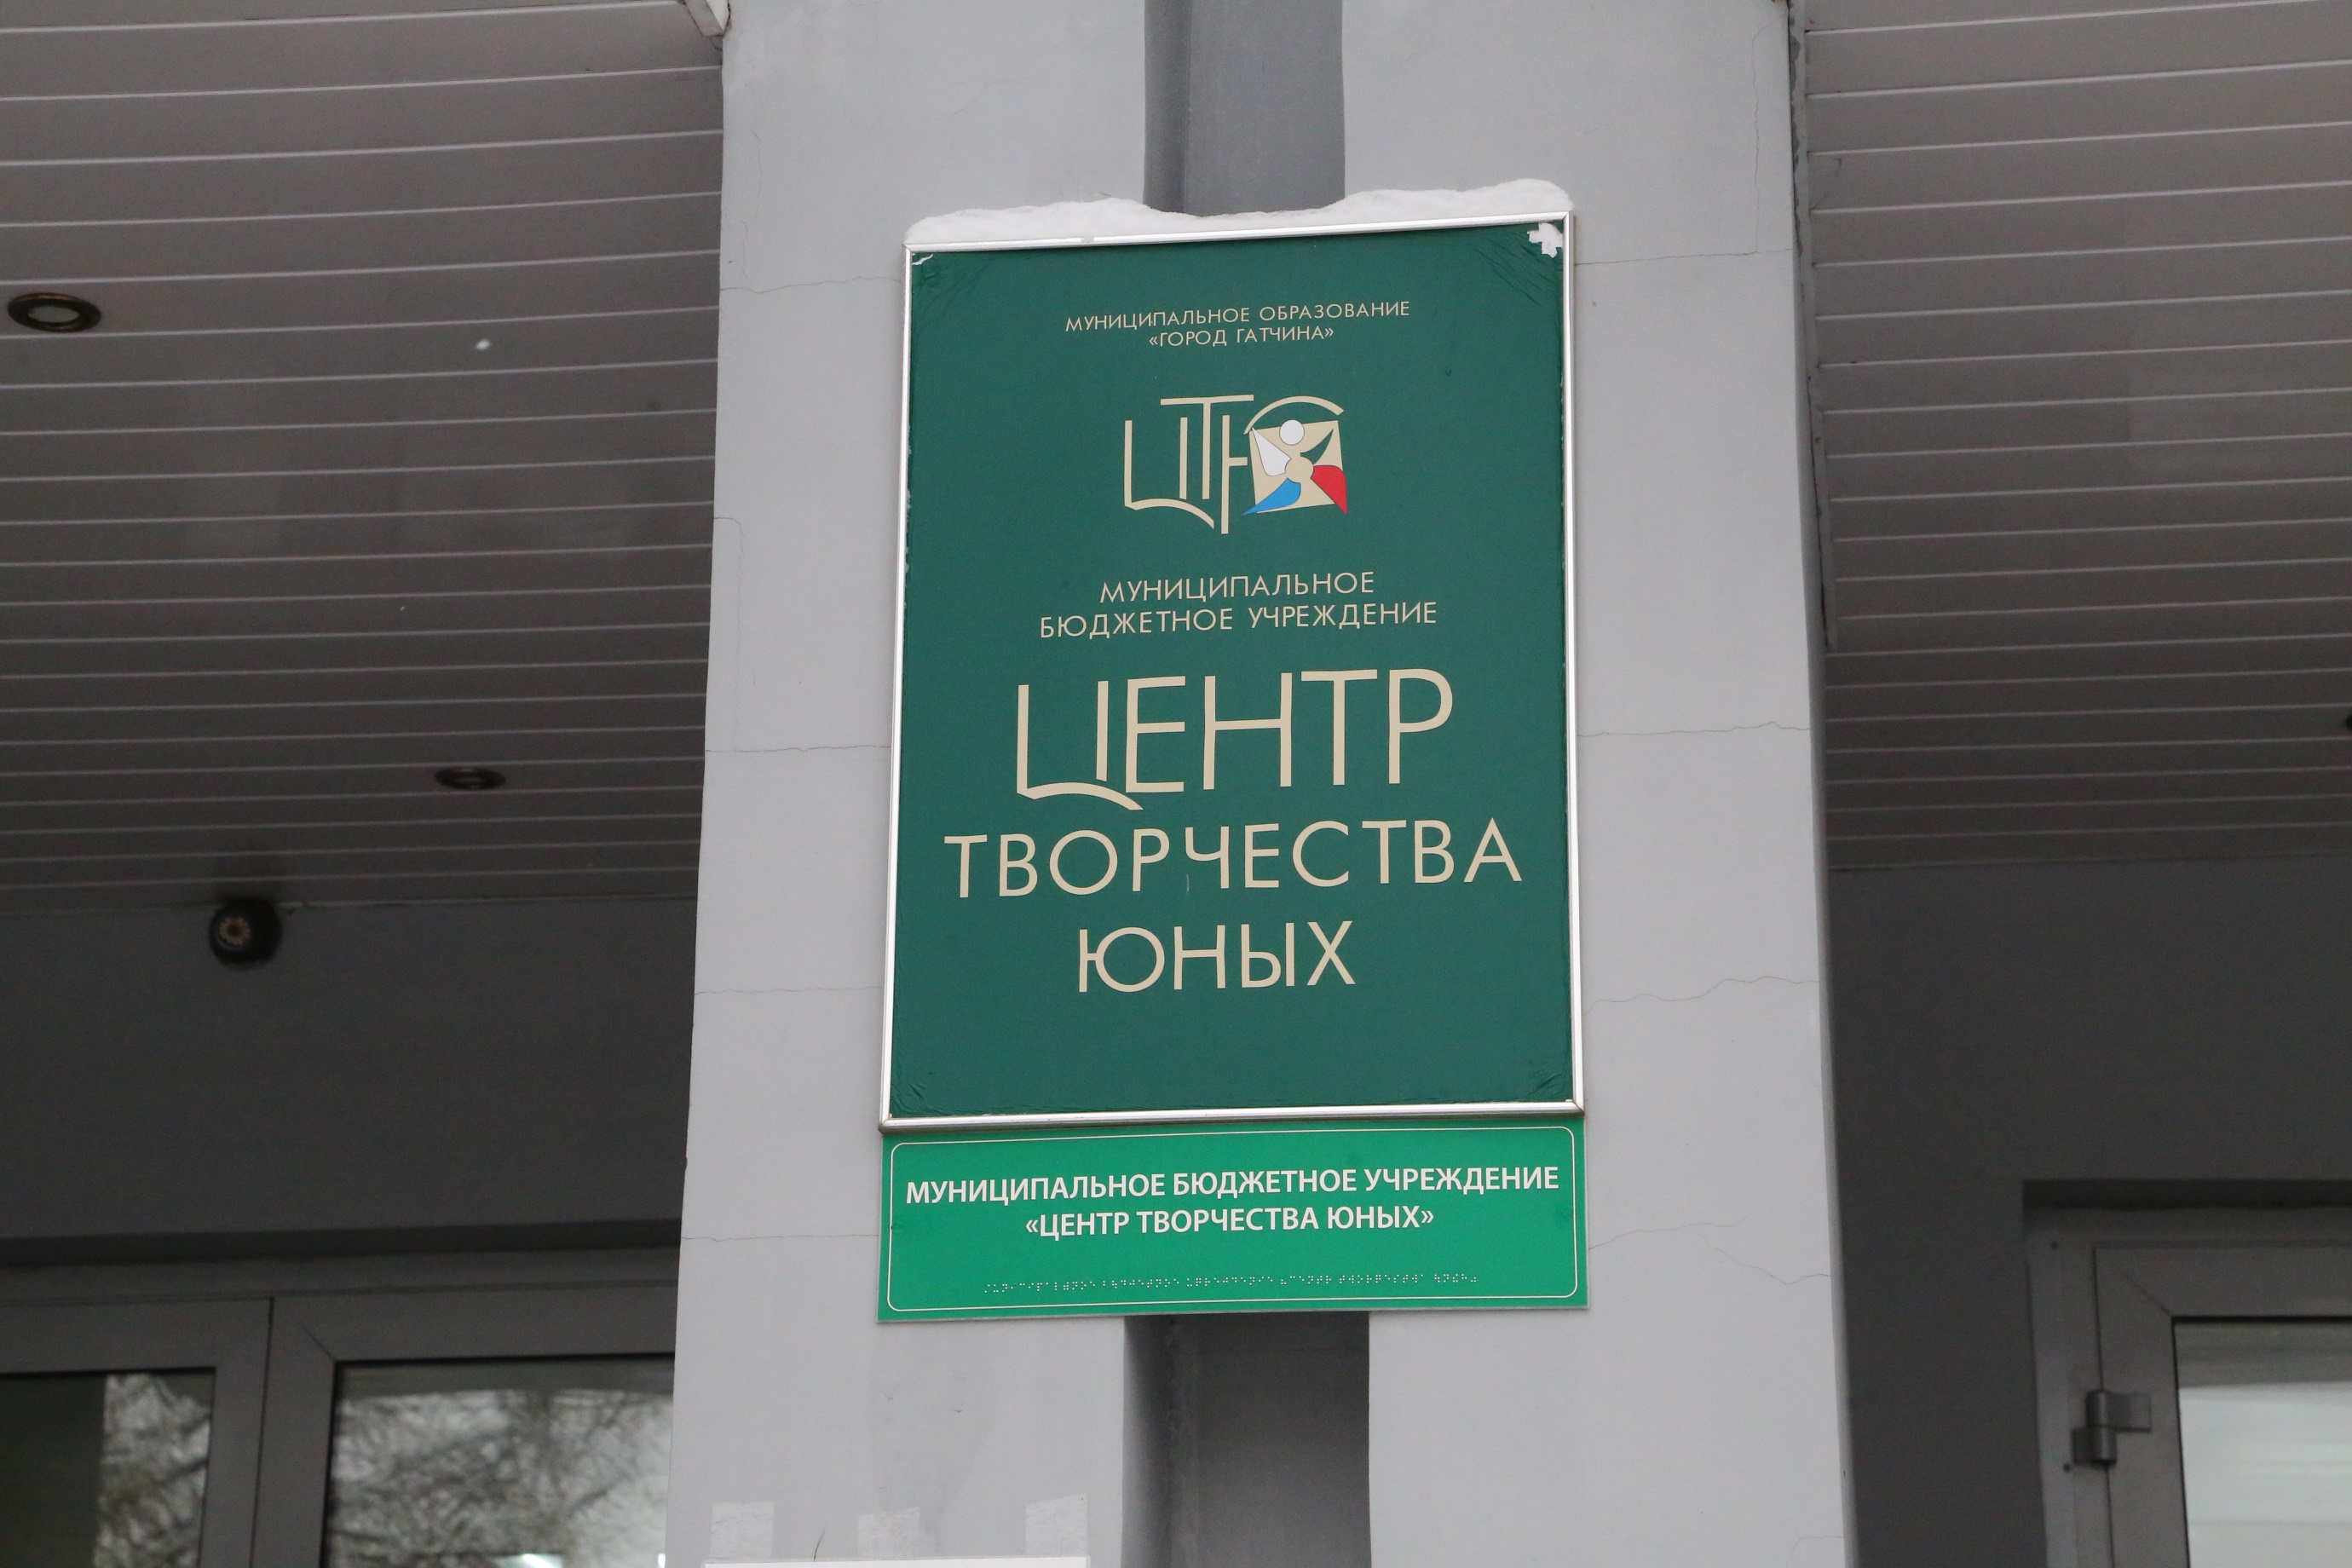 МУНИЦИПАЛЬНОЕ ОБРАЗОВАНИЕ
«ГОРОД ГАТЧИНА»
ЦТЮ
МУНИЦИПАЛЬНОЕ
БЮДЖЕТНОЕ УЧРЕЖДЕНИЕ
ЦЕНТР
ТВОРЧЕСТВА
ЮНЫХ
МУНИЦИПАЛЬНОЕ БЮДЖЕТНОЕ УЧРЕЖДЕНИЕ
«ЦЕНТР ТВОРЧЕСТВА ЮНЫХ»